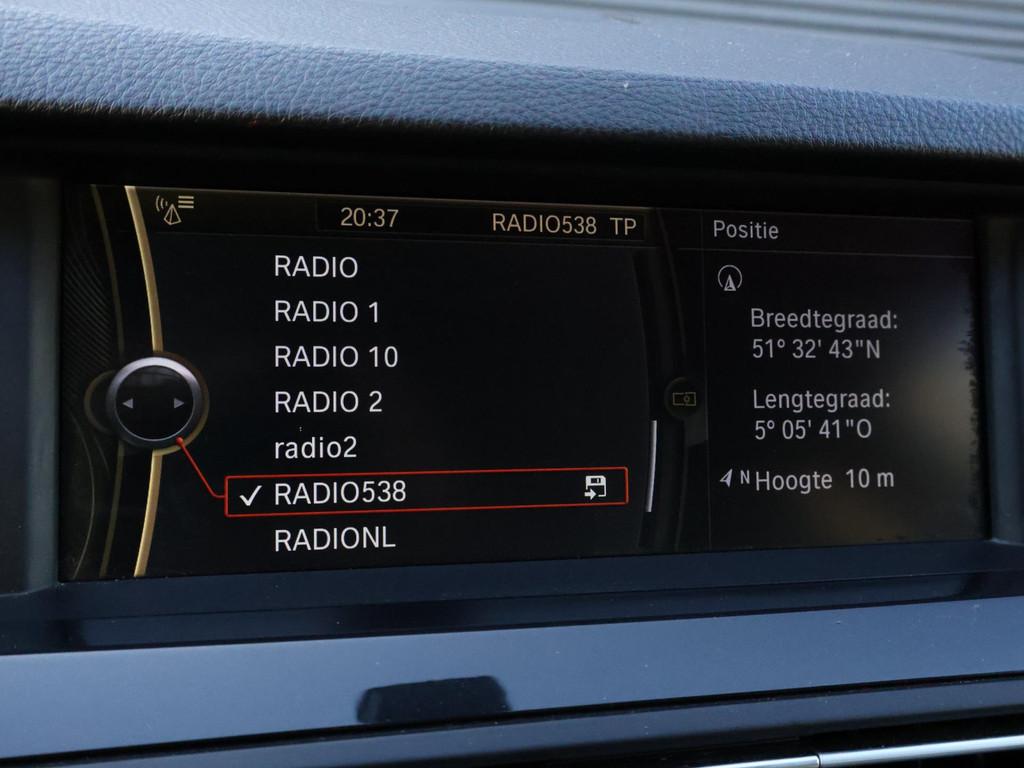 20:37 RADIO538 TP
RADIO
RADIO 1
RADIO 10
RADIO 2
radio2
RADIO538
RADIONL
Positie
Breedtegraad:
51° 32' 43"N
Lengtegraad:
5° 05' 41"O
N Hoogte 10 m